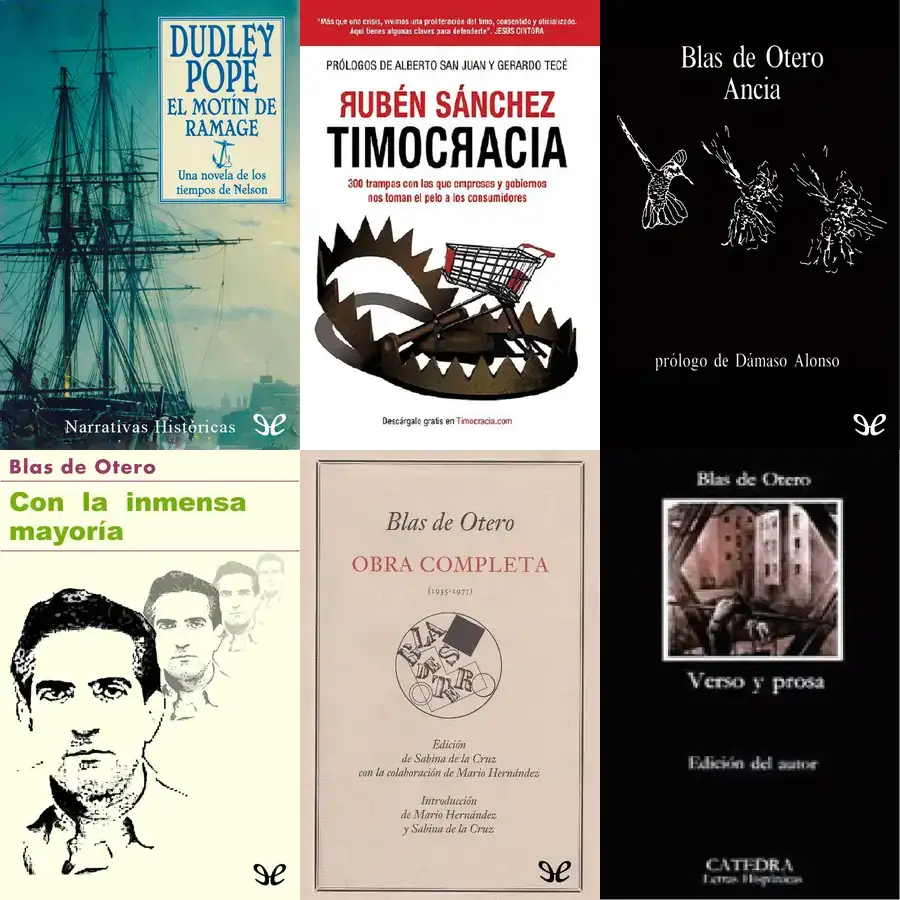 DUDLEY
POPE
EL MOTÍN DE
RAMAGE
Una novela de los
tiempos de Nelson
Narrativas Históricas
"Más que una crisis, vivimos una proliferación del timo, consentido y oficializado.
Aquí tienes algunas claves para defenderte". JESÚS CINTORA
PRÓLOGOS DE ALBERTO SAN JUAN Y GERARDO TECÉ
ЯUBÉN SÁNCHEZ
TIMOCЯACIA
300 trampas con las que empresas y gobiernos
nos toman el pelo a los consumidores
Descárgalo gratis en Timocracia.com
Blas de Otero
Ancia
prólogo de Dámaso Alonso
Blas de Otero
Con la inmensa
mayoría
Blas de Otero
OBRA COMPLETA
(1935-1977)
BLAS
DE
OTERO
Edición
de Sabina de la Cruz
con la colaboración de Mario Hernández
Introducción
de Mario Hernández
y Sabina de la Cruz
Blas de Otero
Verso y prosa
Edición del autor
CATEDRA
Letras Hispánicas